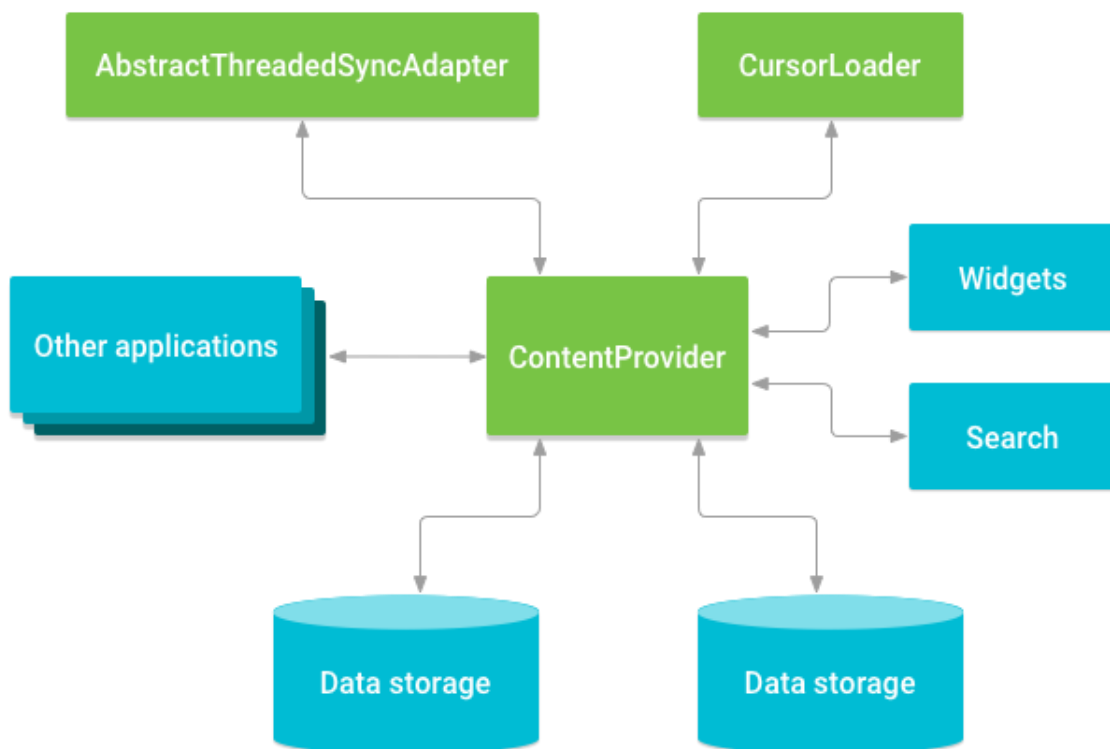 AbstractThreadedSyncAdapter
CursorLoader
Widgets
Other applications
ContentProvider
Search
Data storage
Data storage